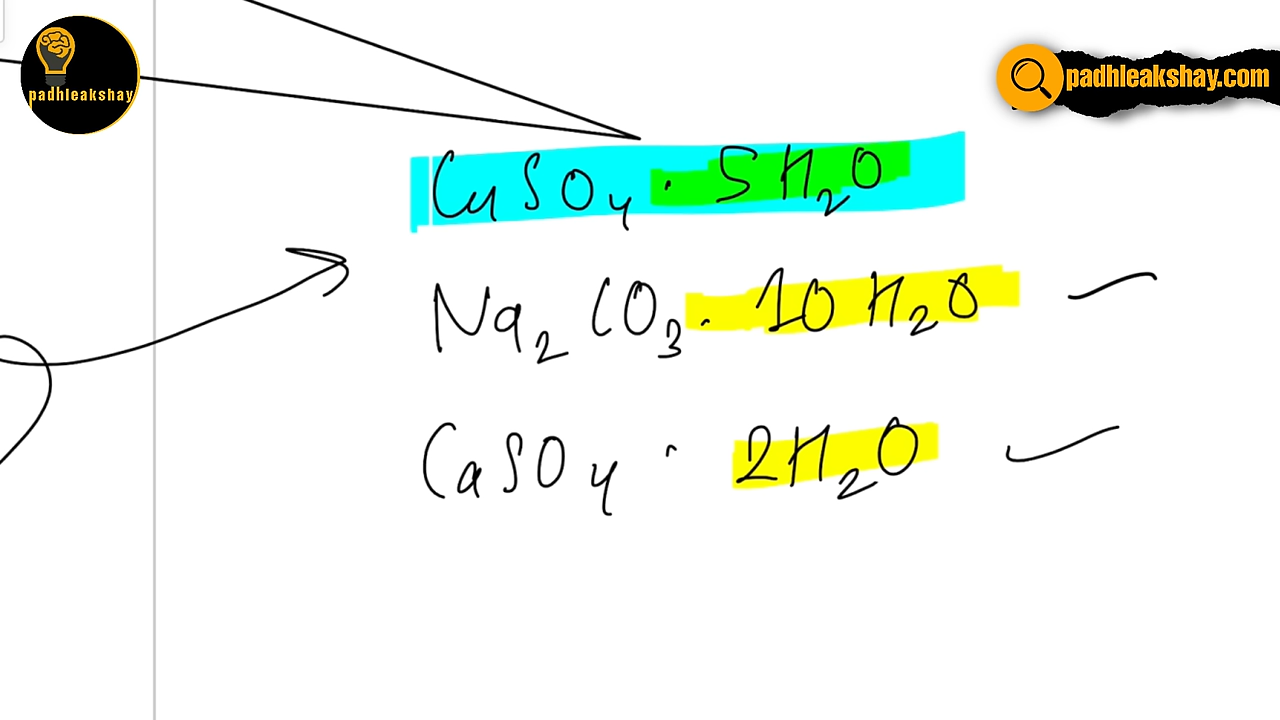 padhleakshay
padhleakshay.com
CuSO₄ · 5H₂O
Na₂CO₃ · 10H₂O
CaSO₄ · 2H₂O